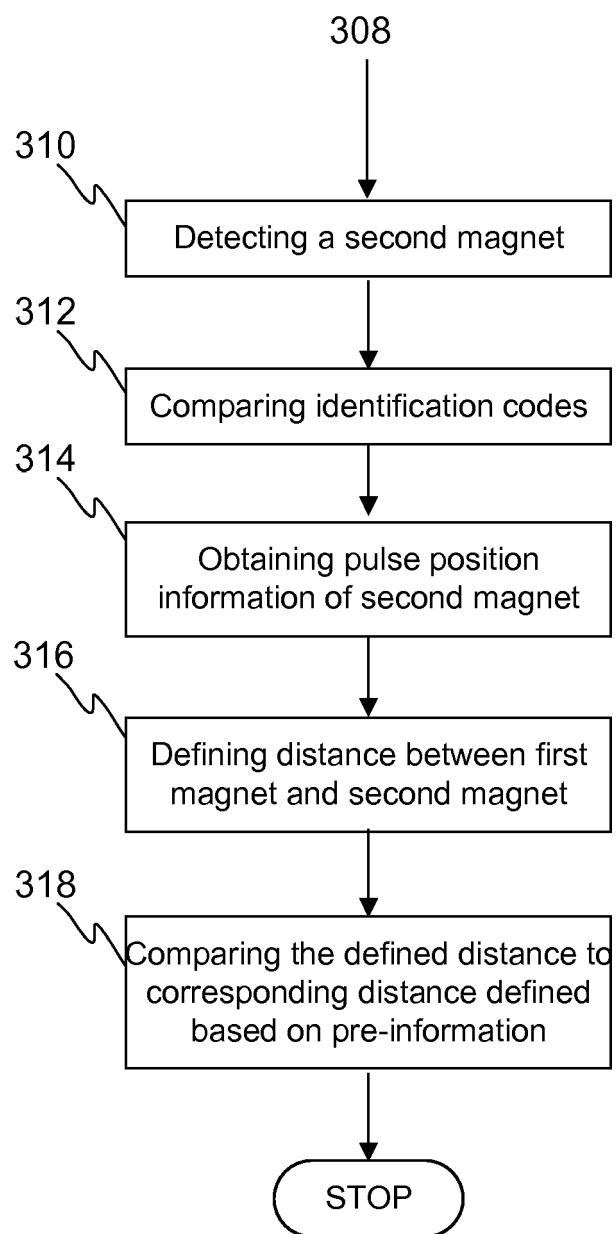 308
310
Detecting a second magnet
312
Comparing identification codes
314
Obtaining pulse position
information of second magnet
316
Defining distance between first
magnet and second magnet
318
Comparing the defined distance to
corresponding distance defined
based on pre-information
STOP